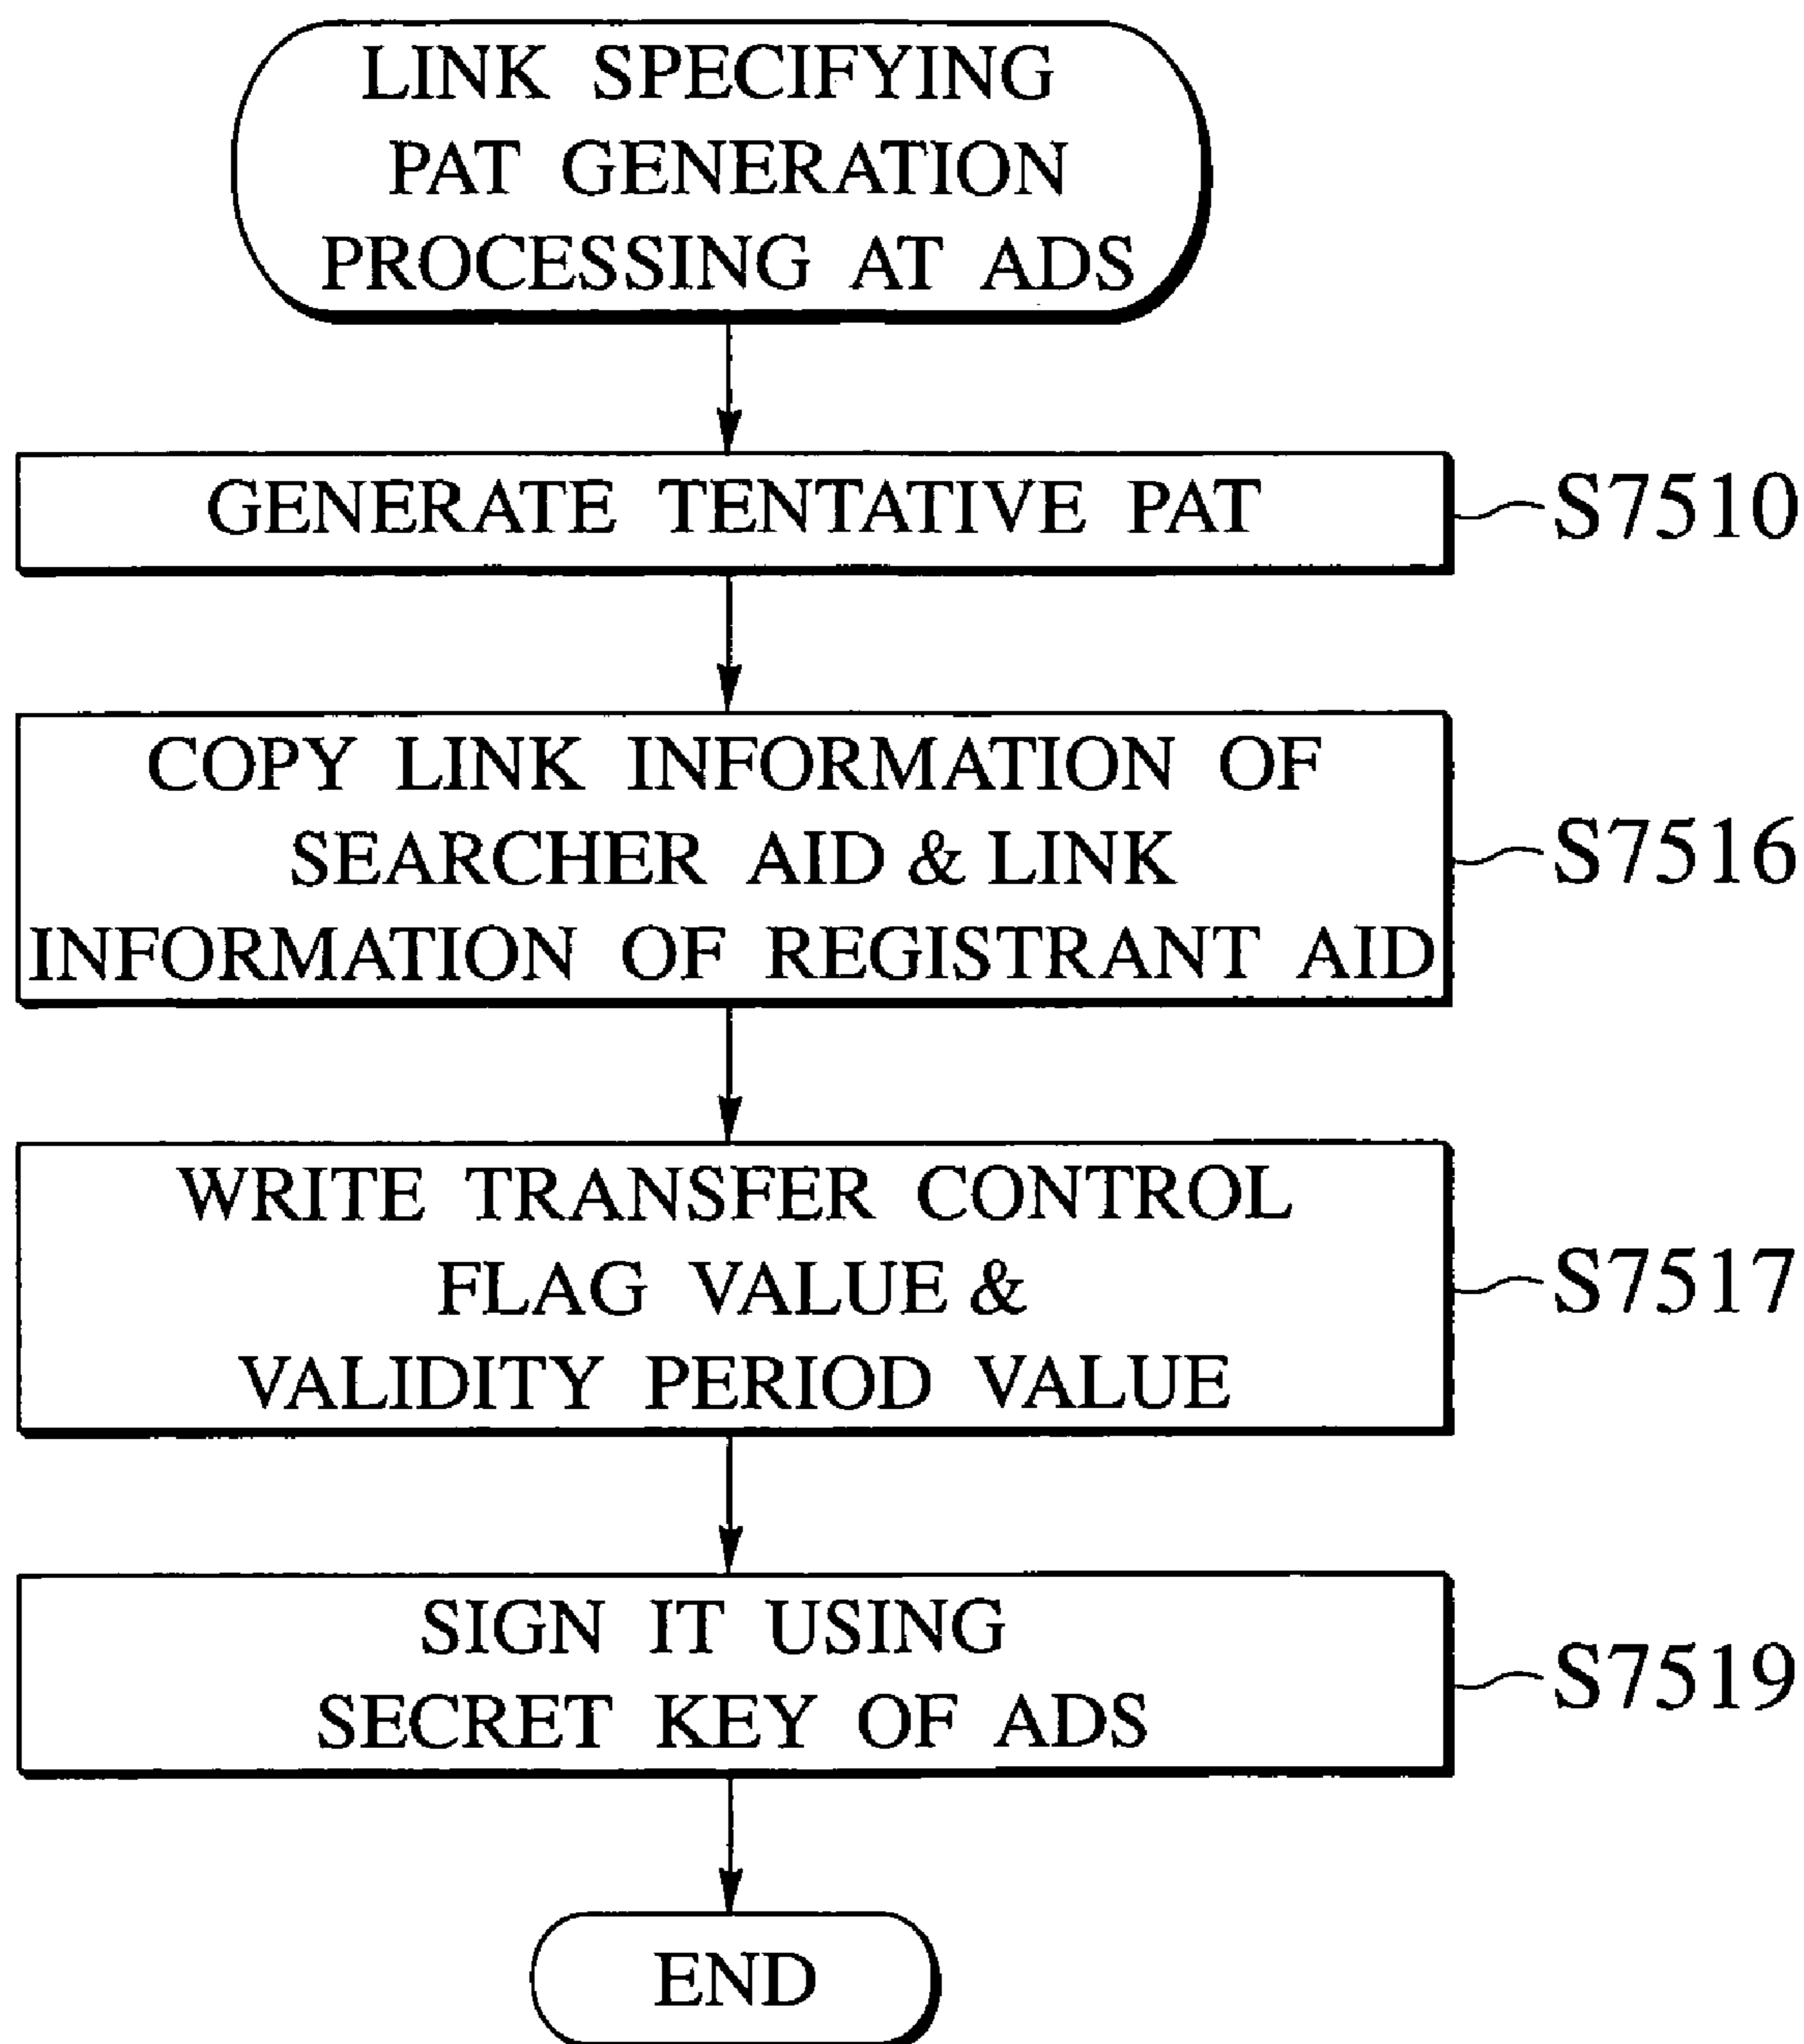 LINK SPECIFYING
PAT GENERATION
PROCESSING AT ADS
GENERATE TENTATIVE PAT
S7510
COPY LINK INFORMATION OF
SEARCHER AID & LINK
INFORMATION OF REGISTRANT AID
S7516
WRITE TRANSFER CONTROL
FLAG VALUE &
VALIDITY PERIOD VALUE
S7517
SIGN IT USING
SECRET KEY OF ADS
S7519
END